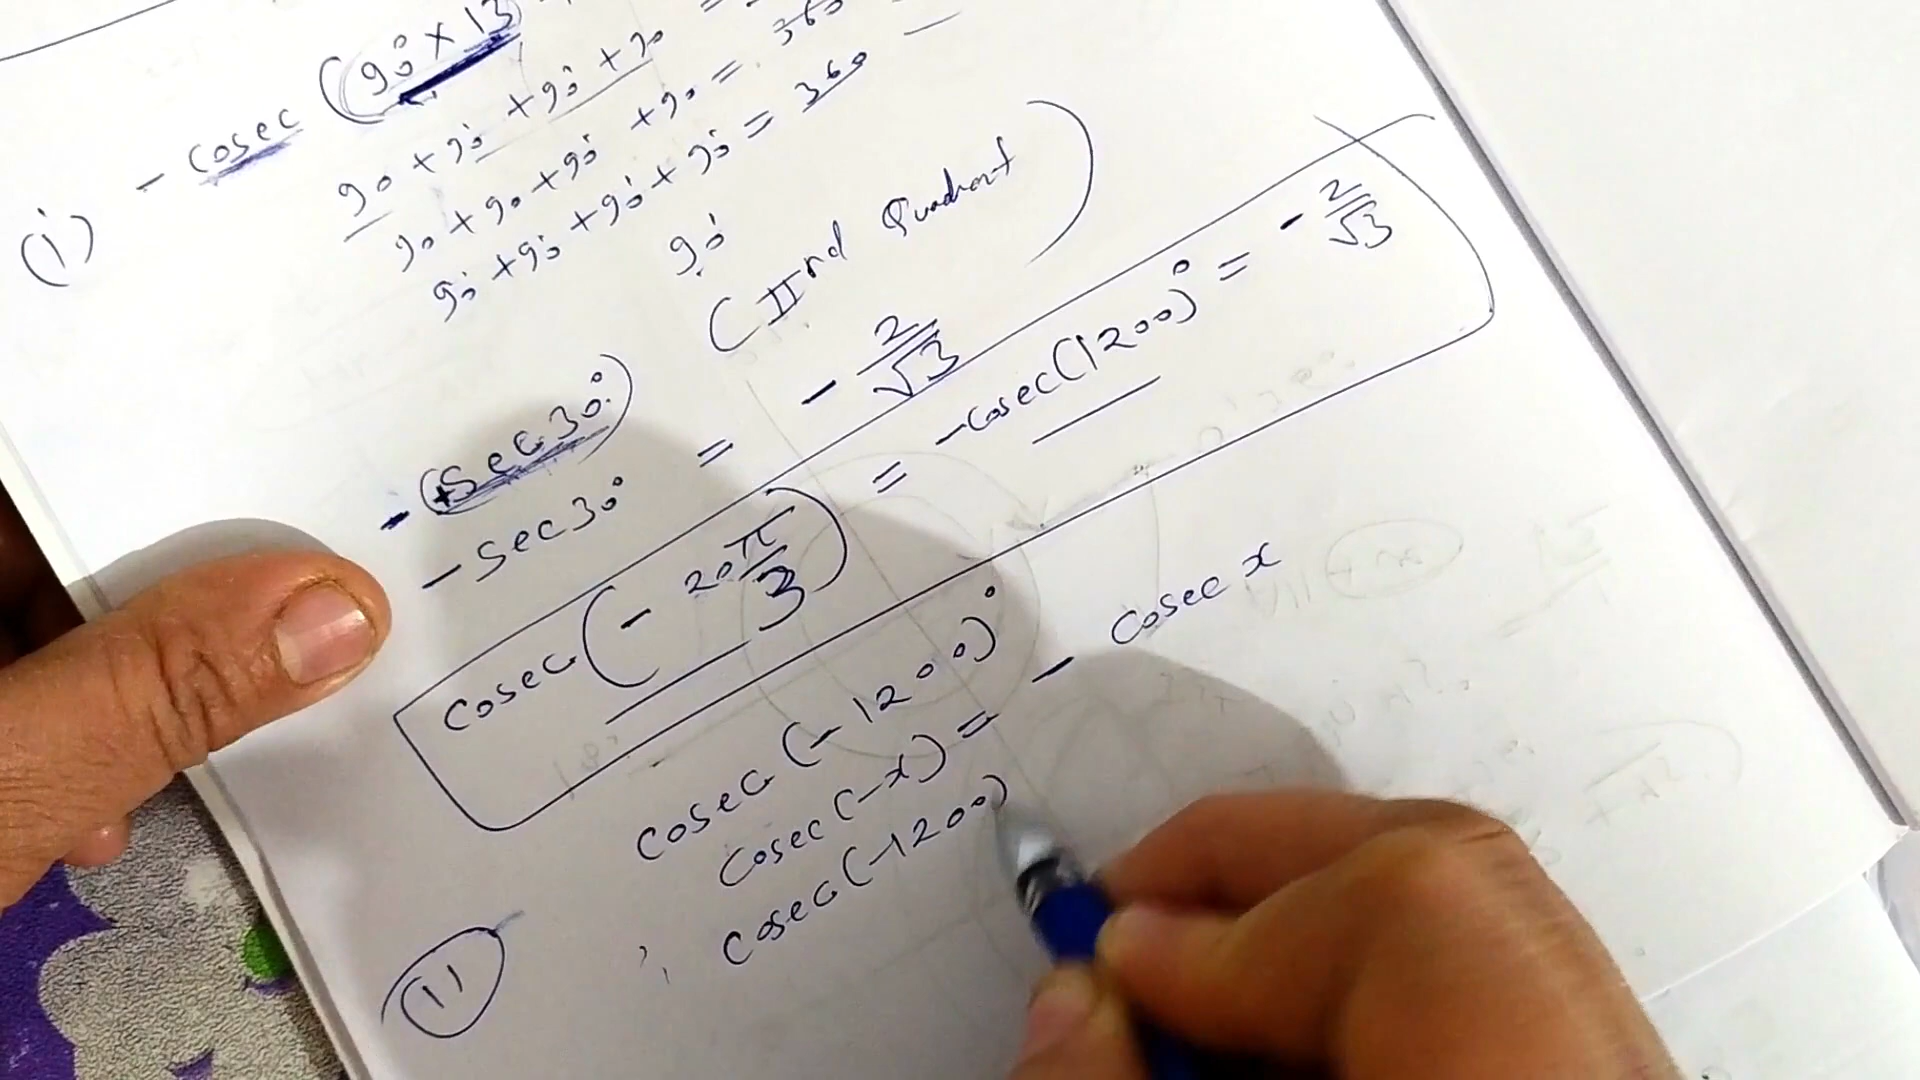 (i) - cosec (90° × 13
90 + 90° + 90° + 90 =
90 + 90 + 90° + 90 = 360
90° + 90° + 90° + 90° = 360
90°
(IInd Quadrant)
- (+sec 30°)
- sec 30° = - 2/√3
cosec (- 20π/3) = - cosec (1200)° = - 2/√3
cosec (-1200)°
cosec (-x) = - cosec x
(11) cosec (-1200)